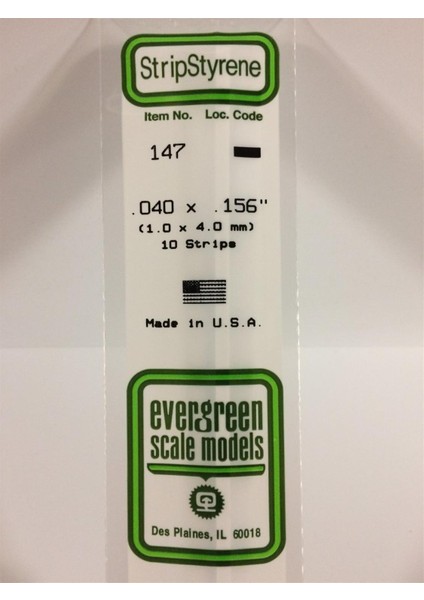 StripStyrene
Item No. Loc. Code
147
.040 x .156"
(1.0 x 4.0 mm)
10 Strips
Made in U.S.A.
evergreen
scale models
Des Plaines, IL 60018